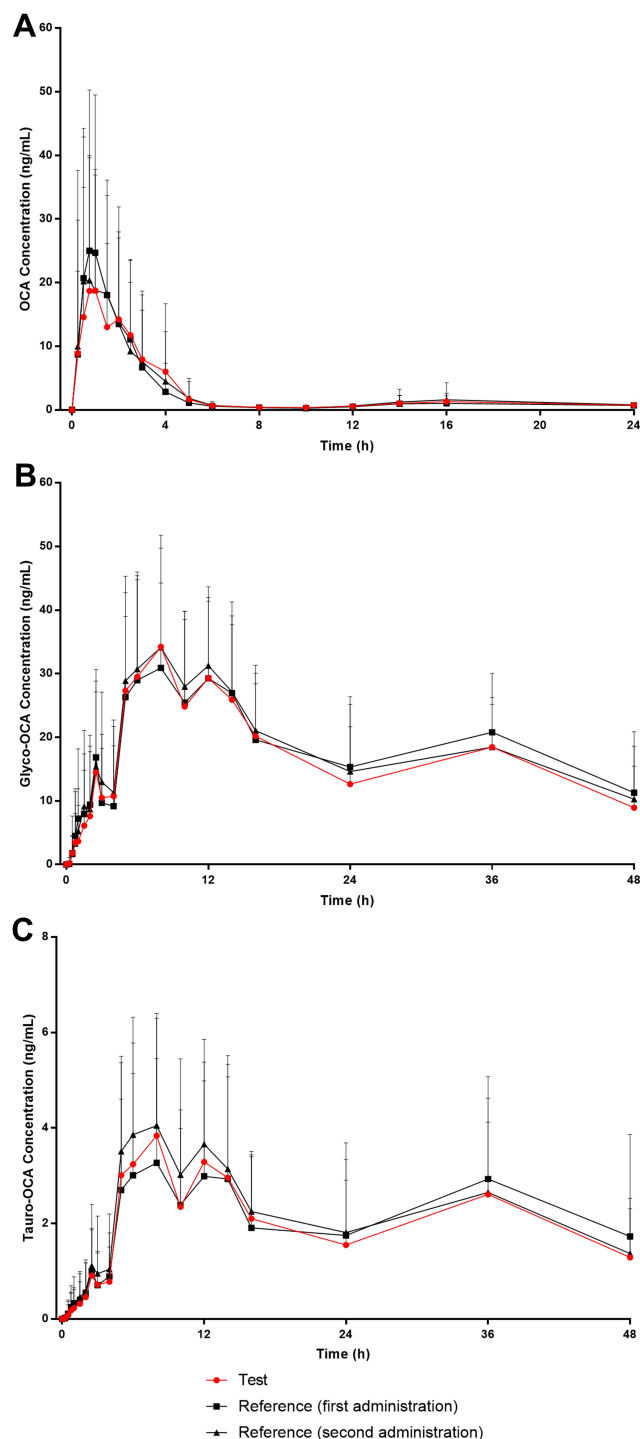 A
OCA Concentration (ng/mL)
60
50
40
30
20
10
0
0 4 8 12 16 20 24
Time (h)
B
Glyco-OCA Concentration (ng/mL)
60
50
40
30
20
10
0
0 12 24 36 48
Time (h)
C
Tauro-OCA Concentration (ng/mL)
8
6
4
2
0
0 12 24 36 48
Time (h)
Test
Reference (first administration)
Reference (second administration)